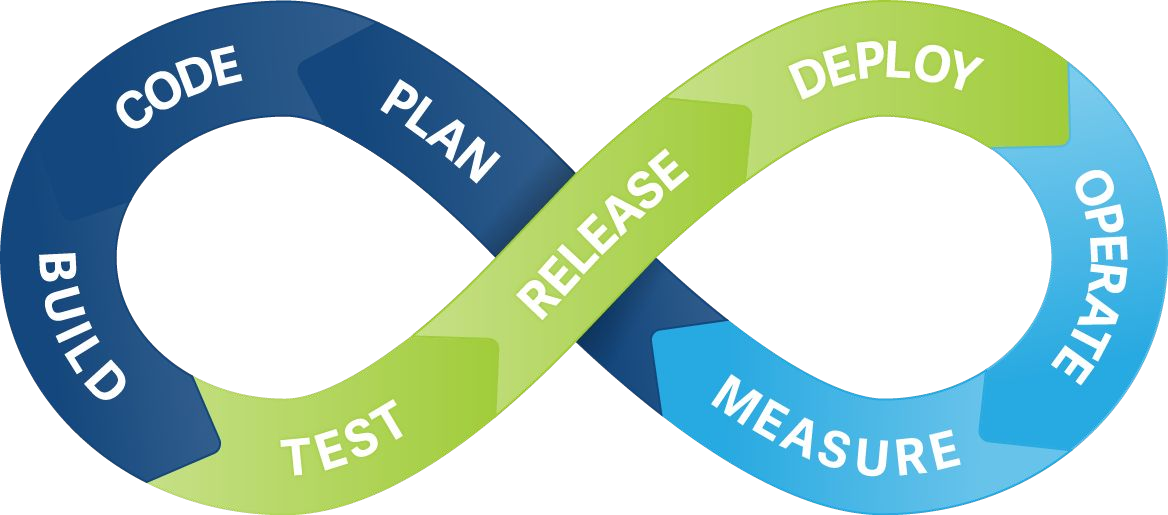 PLAN
CODE
BUILD
TEST
RELEASE
DEPLOY
OPERATE
MEASURE